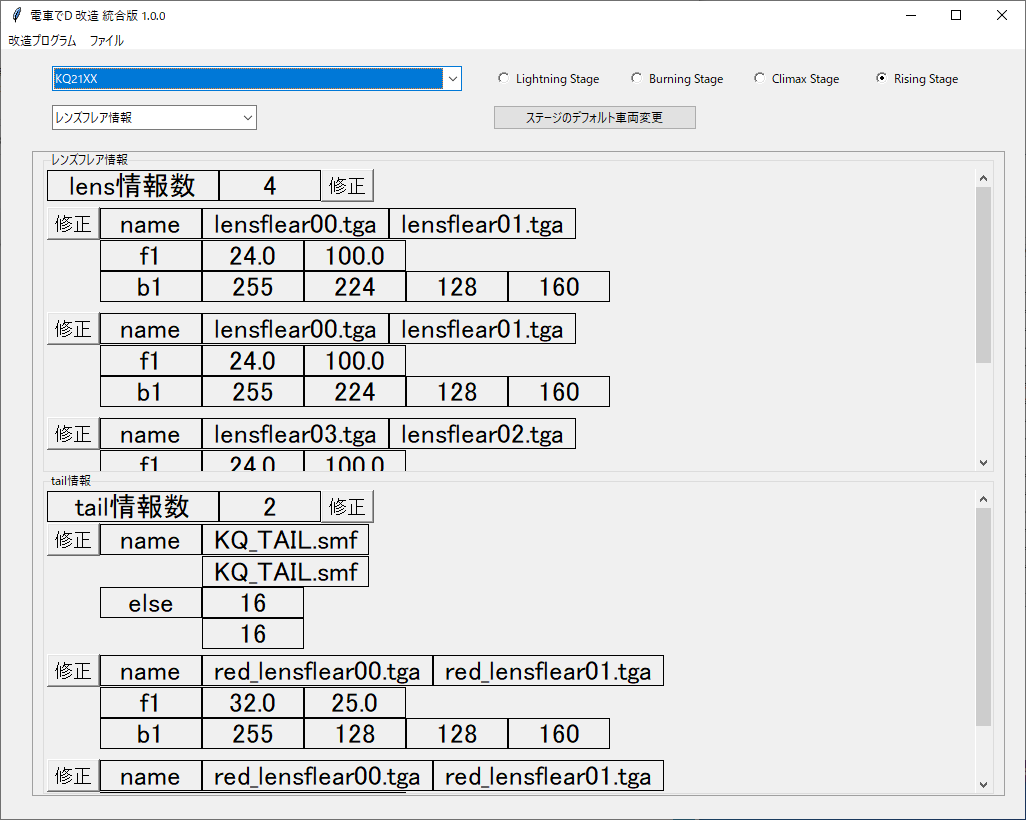 電車でD 改造 統合版 1.0.0
改造プログラム ファイル
KQ21XX Lightning Stage Burning Stage Climax Stage Rising Stage
レンズフレア情報 ステージのデフォルト車両変更
レンズフレア情報
lens情報数 4 修正
修正 name lensflear00.tga lensflear01.tga
f1 24.0 100.0
b1 255 224 128 160
修正 name lensflear00.tga lensflear01.tga
f1 24.0 100.0
b1 255 224 128 160
修正 name lensflear03.tga lensflear02.tga
f1 24.0 100.0
tail情報
tail情報数 2 修正
修正 name KQ_TAIL.smf
KQ_TAIL.smf
else 16
16
修正 name red_lensflear00.tga red_lensflear01.tga
f1 32.0 25.0
b1 255 128 128 160
修正 name red_lensflear00.tga red_lensflear01.tga